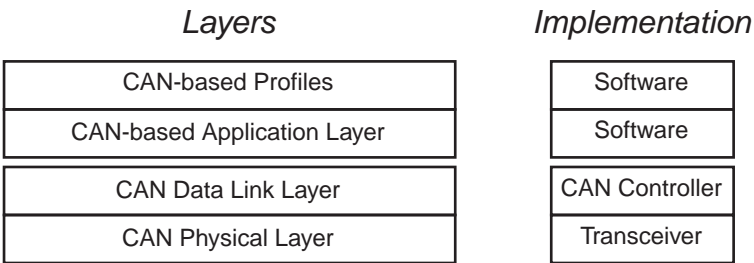 Layers Implementation
CAN-based Profiles Software
CAN-based Application Layer Software
CAN Data Link Layer CAN Controller
CAN Physical Layer Transceiver